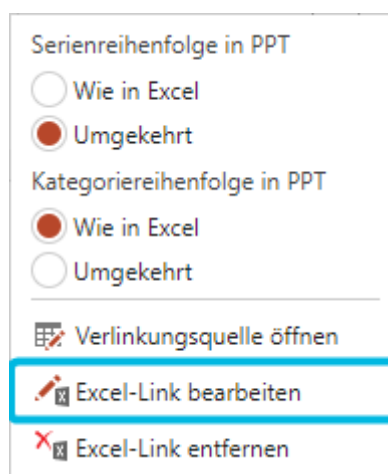 Serienreihenfolge in PPT
Wie in Excel
Umgekehrt
Kategoriereihenfolge in PPT
Wie in Excel
Umgekehrt
Verlinkungsquelle öffnen
Excel-Link bearbeiten
Excel-Link entfernen